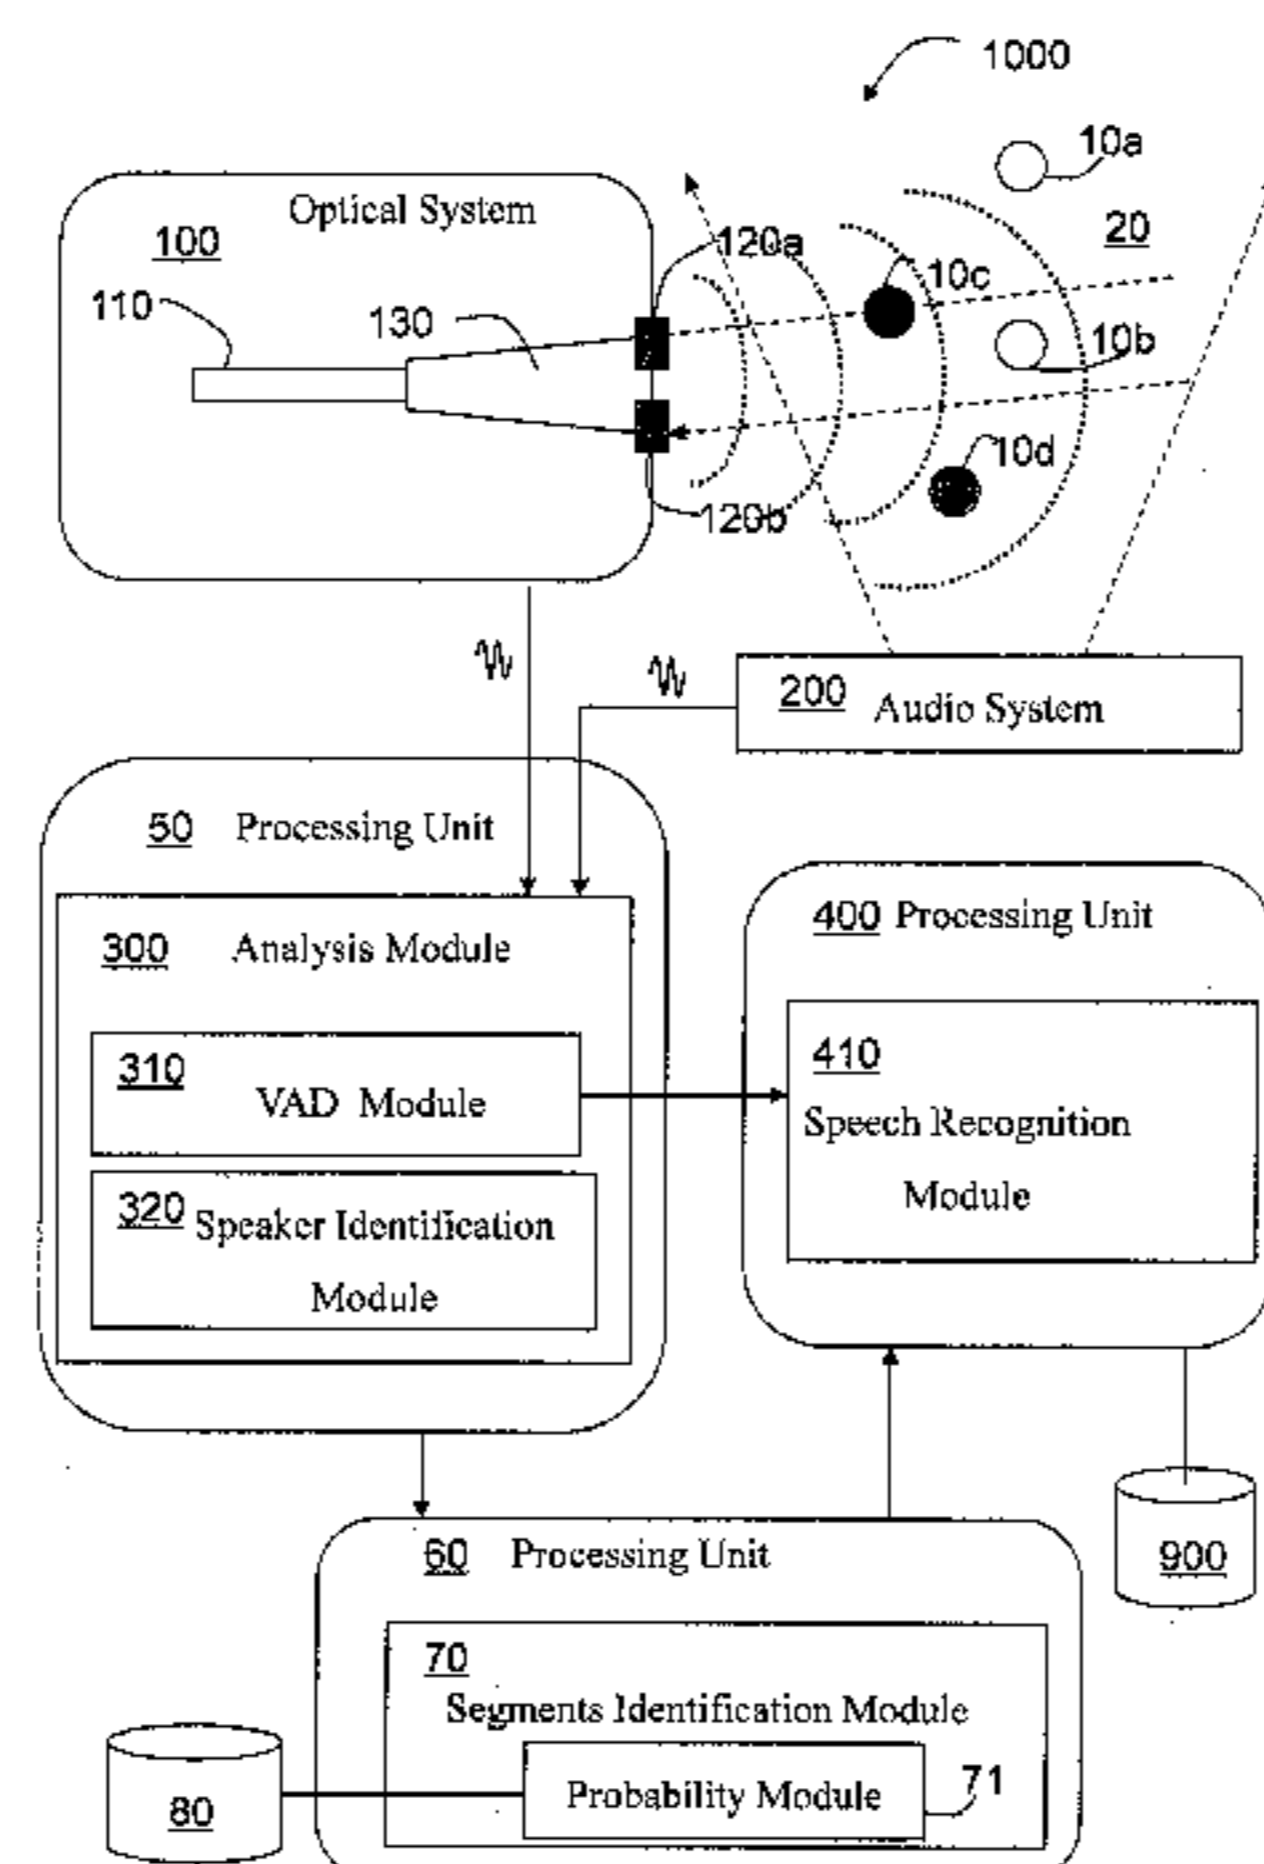 1000
10a
Optical System
100
120a
20
10c
110
130
10b
10d
120b
200 Audio System
50 Processing Unit
400 Processing Unit
300 Analysis Module
310
VAD Module
410
Speech Recognition
Module
320 Speaker Identification
Module
60 Processing Unit
900
70
Segments Identification Module
Probability Module
71
80